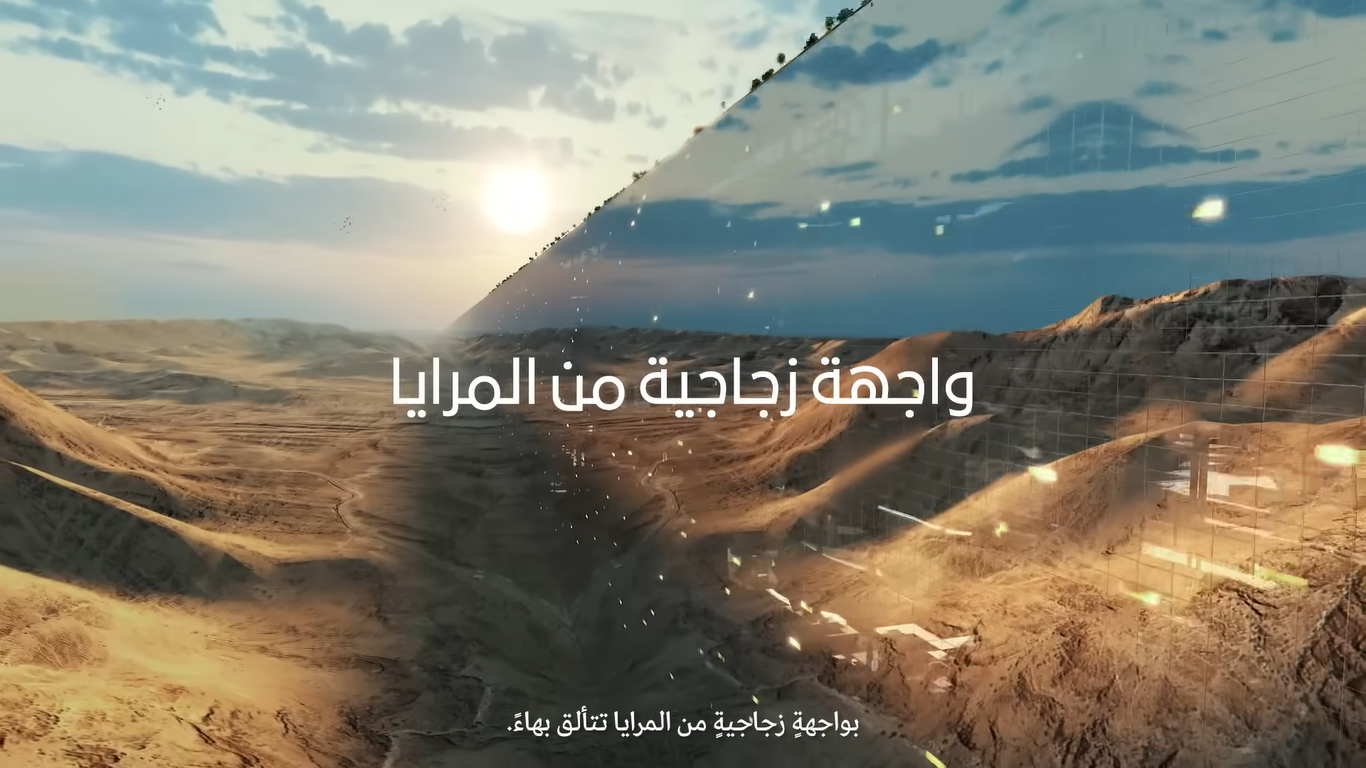 واجهة زجاجية من المرايا
بواجهةٍ زجاجيةٍ من المرايا تتألق بهاءً.